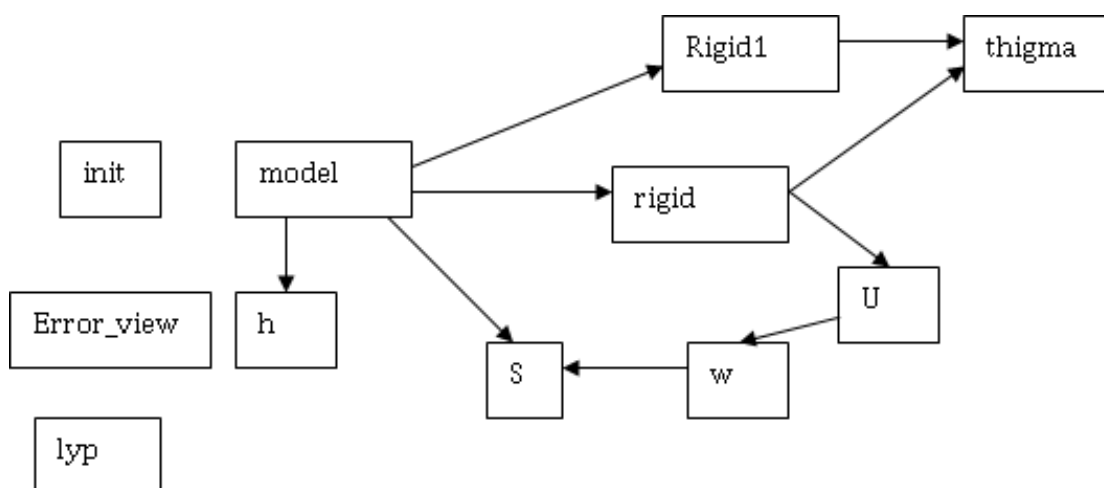 Rigid1
thigma
init
model
rigid
Error_view
h
U
S
w
lyp